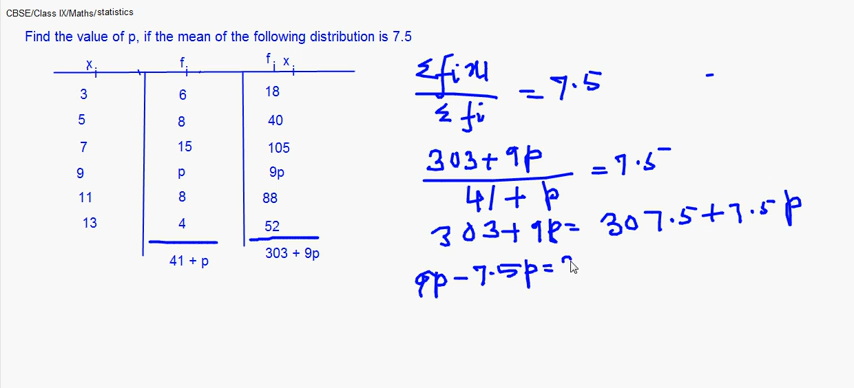 CBSE/Class IX/Maths/statistics
Find the value of p, if the mean of the following distribution is 7.5
xi fi fi xi
3 6 18
5 8 40
7 15 105
9 p 9p
11 8 88
13 4 52
41 + p 303 + 9p
Σfixi / Σfi = 7.5
303+9p / 41+p = 7.5
303+9p = 307.5+7.5p
9p-7.5p=